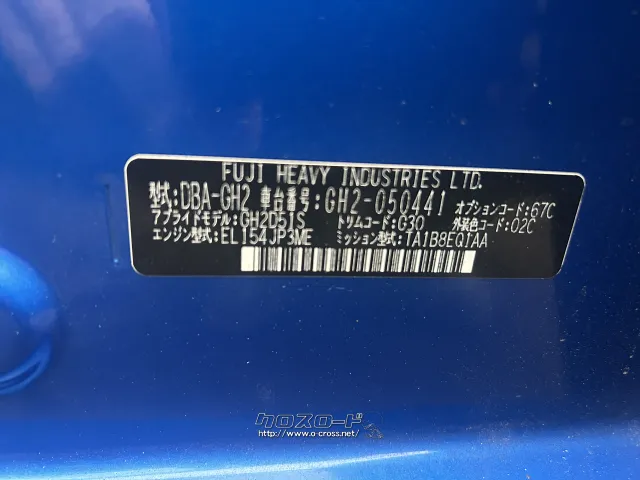 FUJI HEAVY INDUSTRIES LTD.
型式:DBA-GH2 車台番号:GH2-050441 オプションコード:67C
アプライドモデル:GH2D51S トリムコード:G30 外装色コード:02C
エンジン型式:EL154JP3ME ミッション型式:TA1B8EQTAA
クロスロード
http://www.o-cross.net/